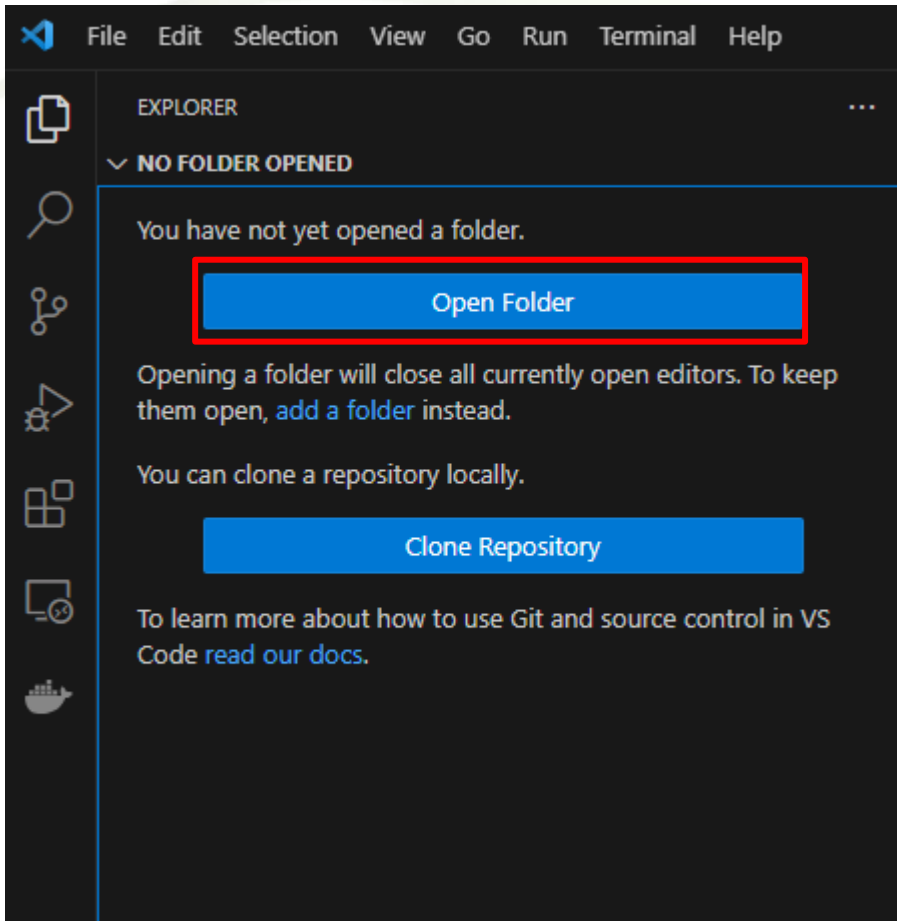 File Edit Selection View Go Run Terminal Help
EXPLORER
NO FOLDER OPENED
You have not yet opened a folder.
Open Folder
Opening a folder will close all currently open editors. To keep
them open, add a folder instead.
You can clone a repository locally.
Clone Repository
To learn more about how to use Git and source control in VS
Code read our docs.